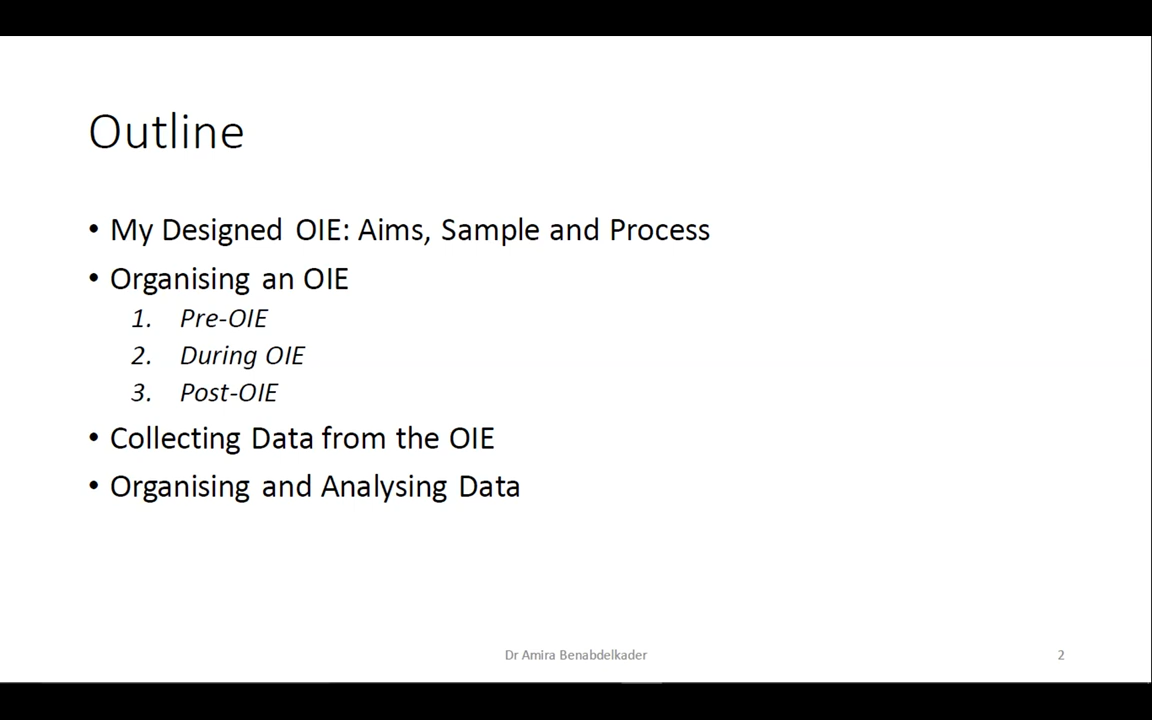 Outline
• My Designed OIE: Aims, Sample and Process
• Organising an OIE
1. Pre-OIE
2. During OIE
3. Post-OIE
• Collecting Data from the OIE
• Organising and Analysing Data
Dr Amira Benabdelkader
2